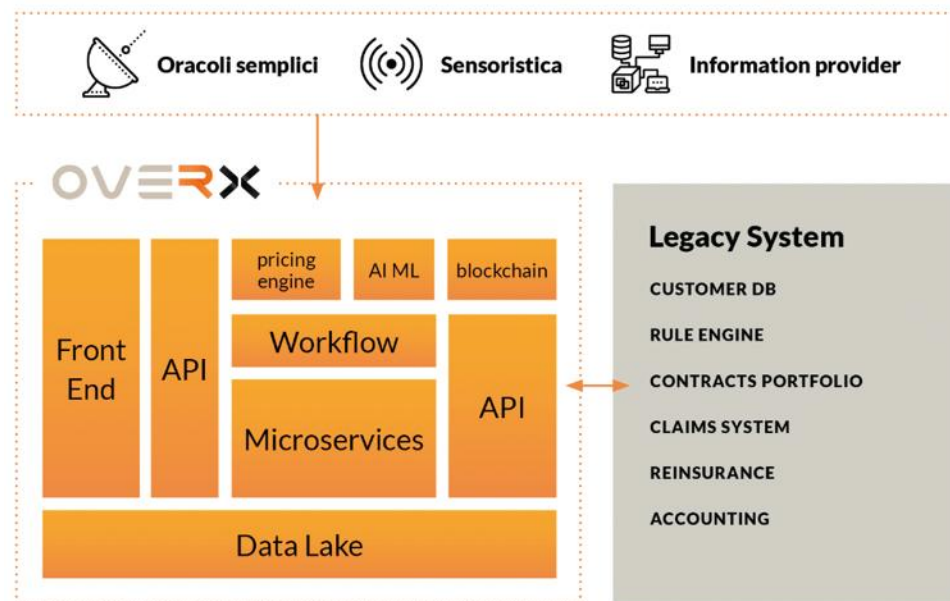 Oracoli semplici
Sensoristica
Information provider
OVERX
Front
End
API
pricing
engine
AI ML
blockchain
Workflow
Microservices
API
Data Lake
Legacy System
CUSTOMER DB
RULE ENGINE
CONTRACTS PORTFOLIO
CLAIMS SYSTEM
REINSURANCE
ACCOUNTING